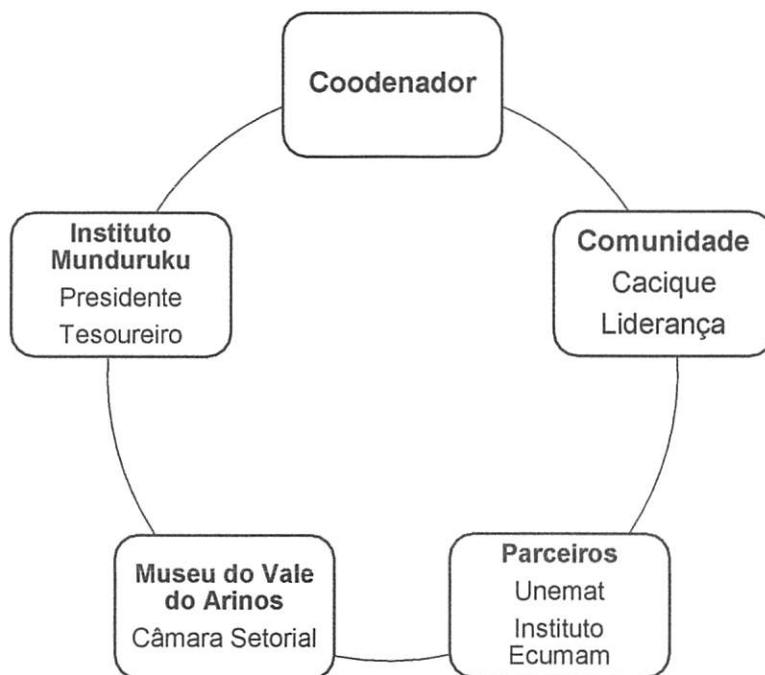 Coodenador
Instituto
Munduruku
Presidente
Tesoureiro
Comunidade
Cacique
Liderança
Museu do Vale
do Arinos
Câmara Setorial
Parceiros
Unemat
Instituto
Ecumam